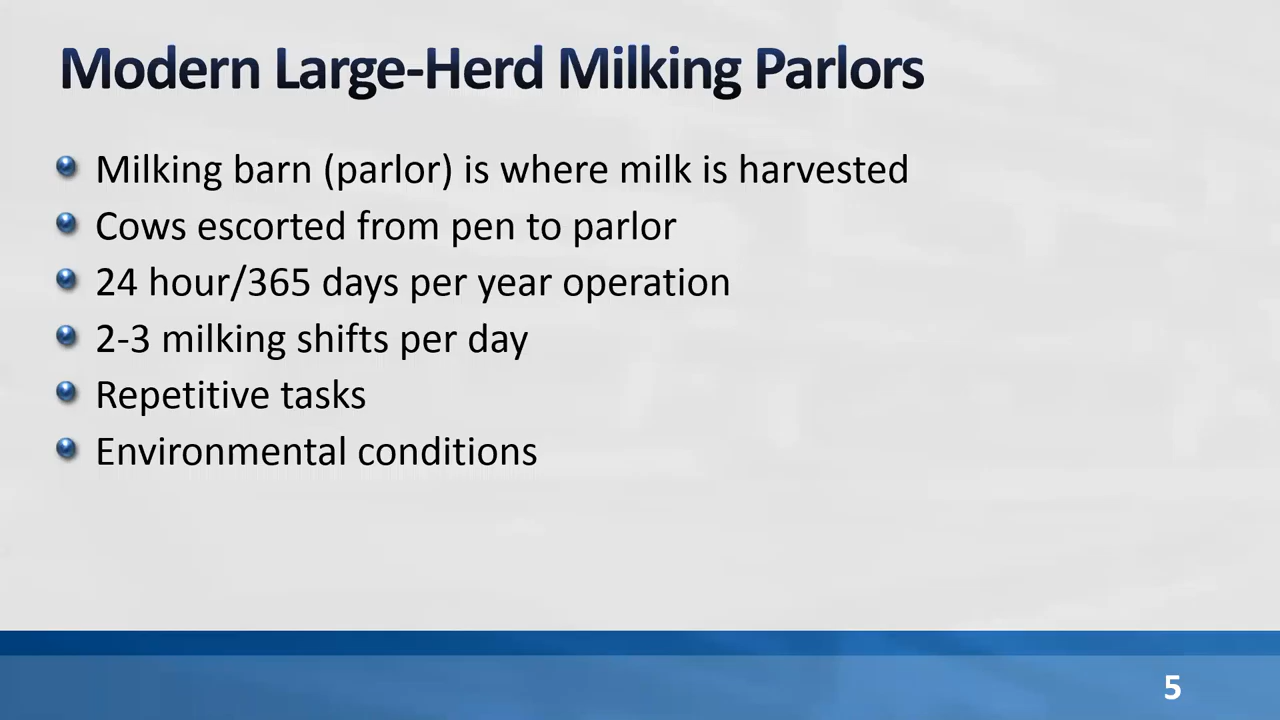 Modern Large-Herd Milking Parlors
Milking barn (parlor) is where milk is harvested
Cows escorted from pen to parlor
24 hour/365 days per year operation
2-3 milking shifts per day
Repetitive tasks
Environmental conditions
5